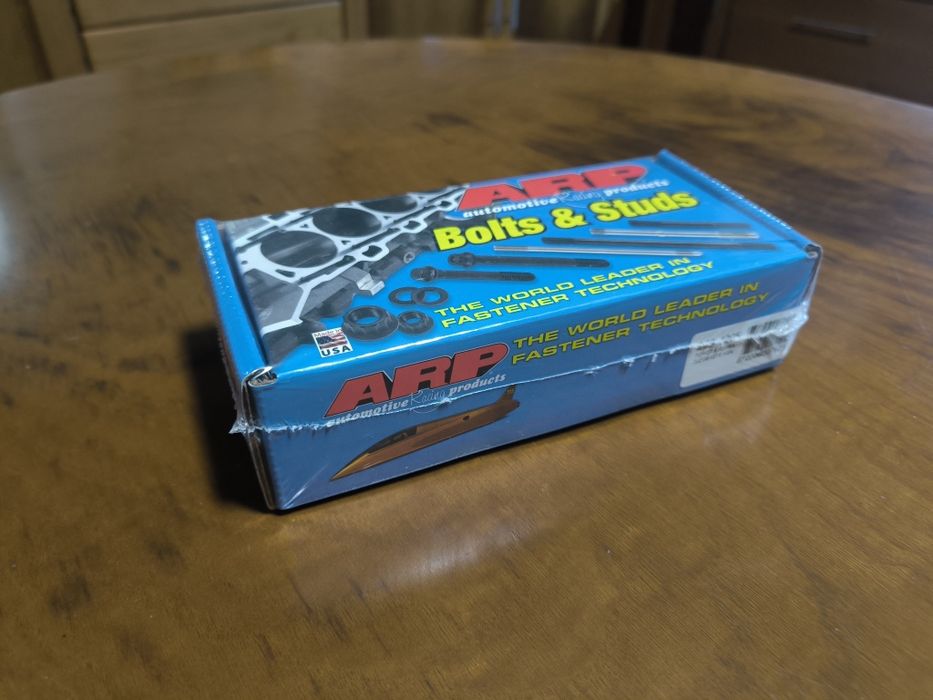 ARP
automotive Racing products
Bolts & Studs
THE WORLD LEADER IN
FASTENER TECHNOLOGY
Made in
USA
ARP
automotive Racing products
THE WORLD LEADER IN
FASTENER TECHNOLOGY